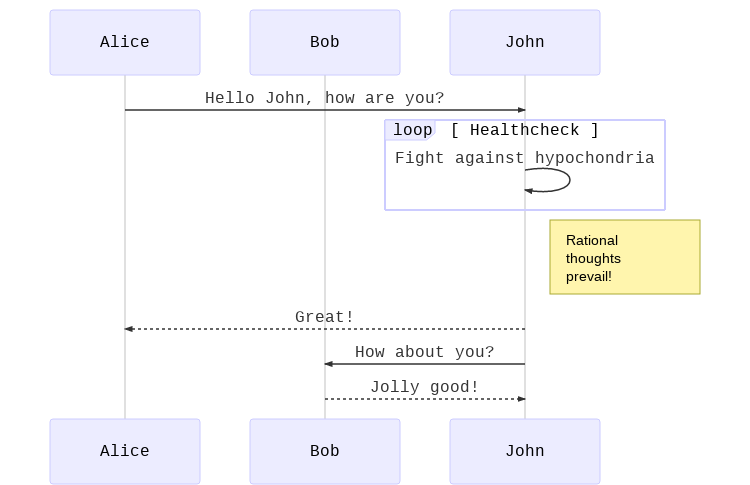 Alice
Bob
John
Hello John, how are you?
loop [ Healthcheck ]
Fight against hypochondria
Rational
thoughts
prevail!
Great!
How about you?
Jolly good!
Alice
Bob
John